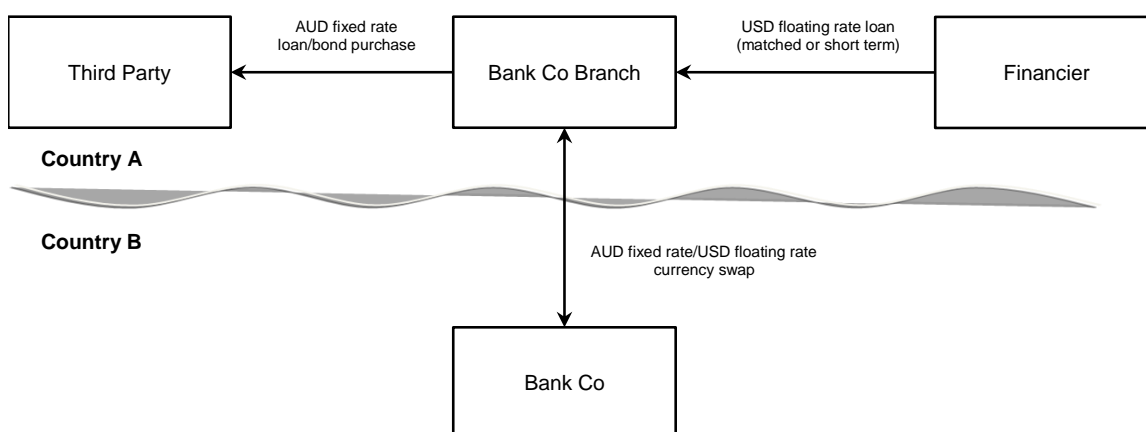 AUD fixed rate
loan/bond purchase
USD floating rate loan
(matched or short term)
Third Party
Bank Co Branch
Financier
Country A
Country B
AUD fixed rate/USD floating rate
currency swap
Bank Co